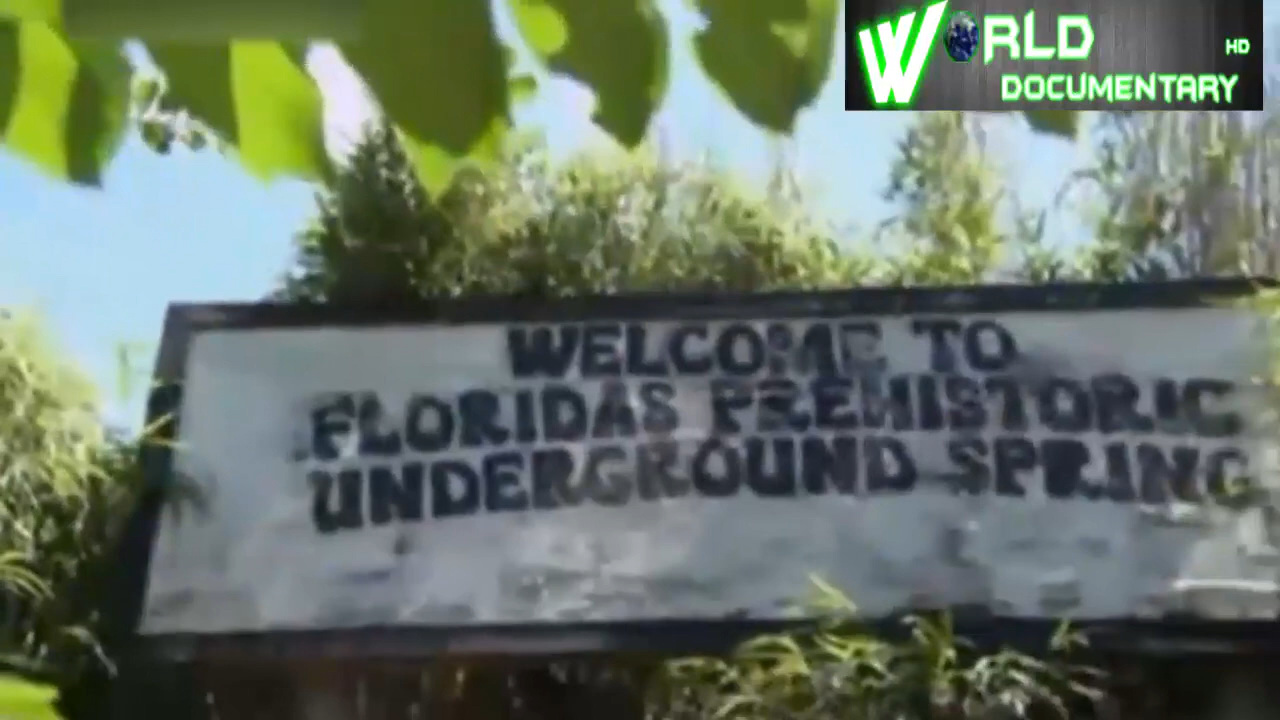 WORLD HD
DOCUMENTARY
WELCOME TO
FLORIDAS PREHISTORIC
UNDERGROUND SPRING